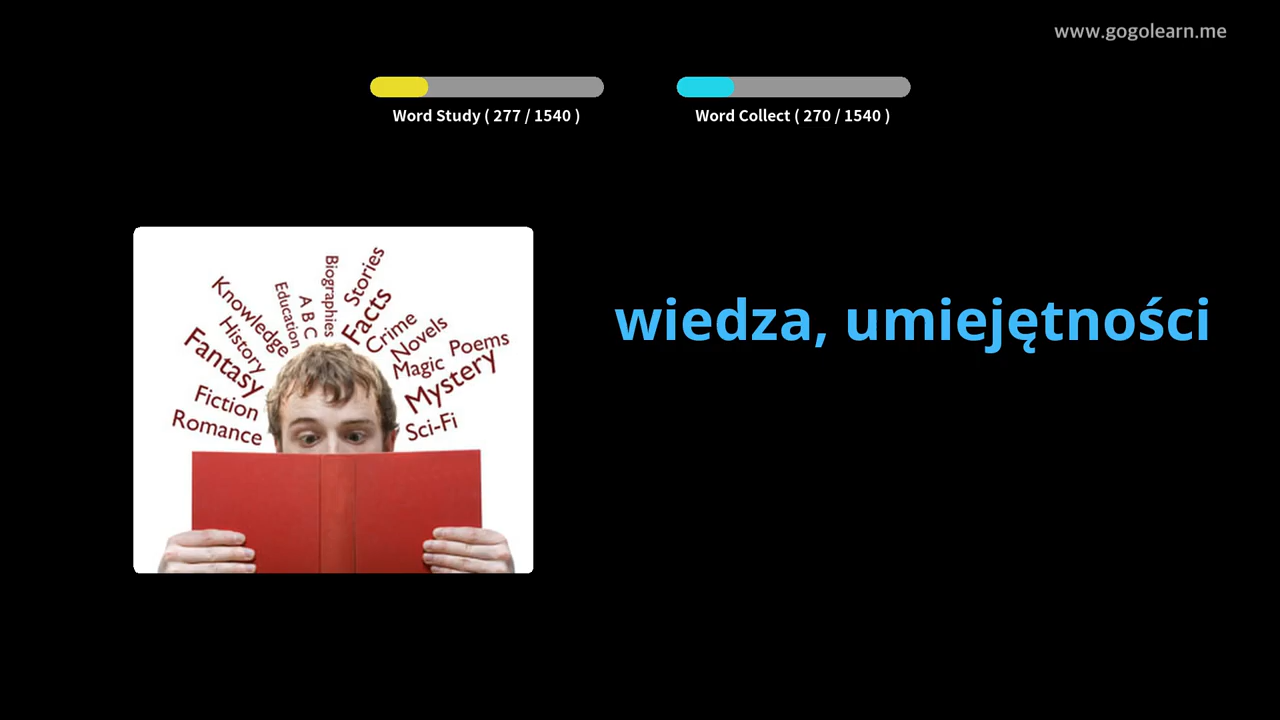 www.gogolearn.me
Word Study ( 277 / 1540 )
Word Collect ( 270 / 1540 )
wiedza, umiejętności
Romance
Fiction
Fantasy
History
Knowledge
Education
A B C
Biographies
Stories
Facts
Crime
Novels
Magic
Poems
Mystery
Sci-Fi